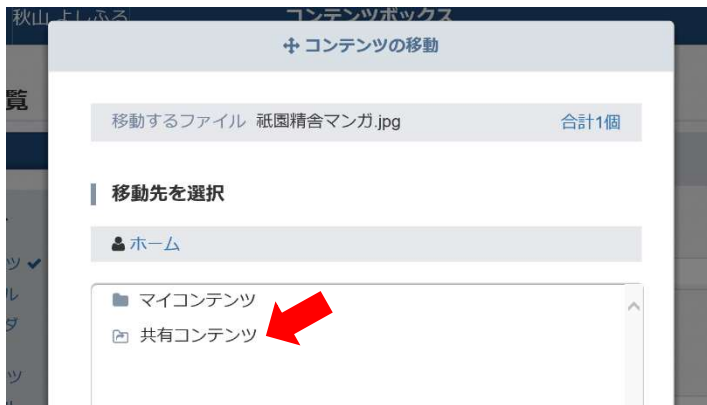 秋山 よしふる
コンテンツボックス
コンテンツの移動
覧
移動するファイル 祇園精舎マンガ.jpg 合計1個
移動先を選択
ホーム
ツ
マイコンテンツ
ル
共有コンテンツ
ダ
ツ